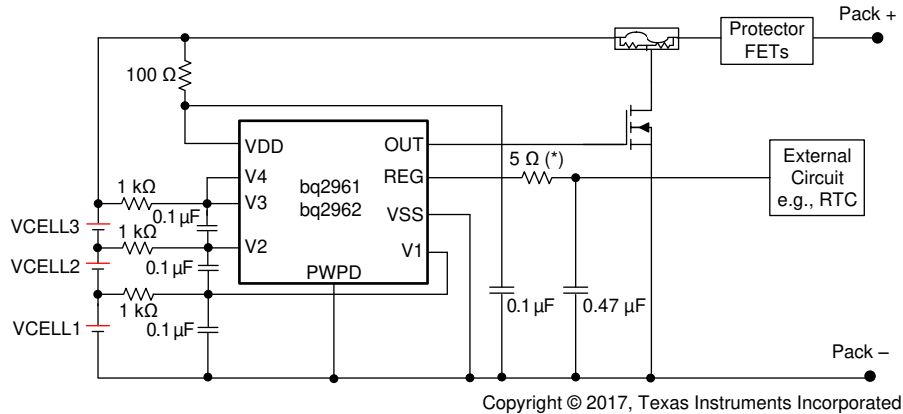 Pack +
Protector
FETs
100 Ω
VDD
OUT
5 Ω (*)
External
Circuit
e.g., RTC
V4
REG
1 kΩ
bq2961
bq2962
V3
0.1 µF
VSS
VCELL3
1 kΩ
V2
V1
VCELL2
0.1 µF
PWPD
1 kΩ
0.1 µF
0.47 µF
VCELL1
0.1 µF
Pack –
Copyright © 2017, Texas Instruments Incorporated